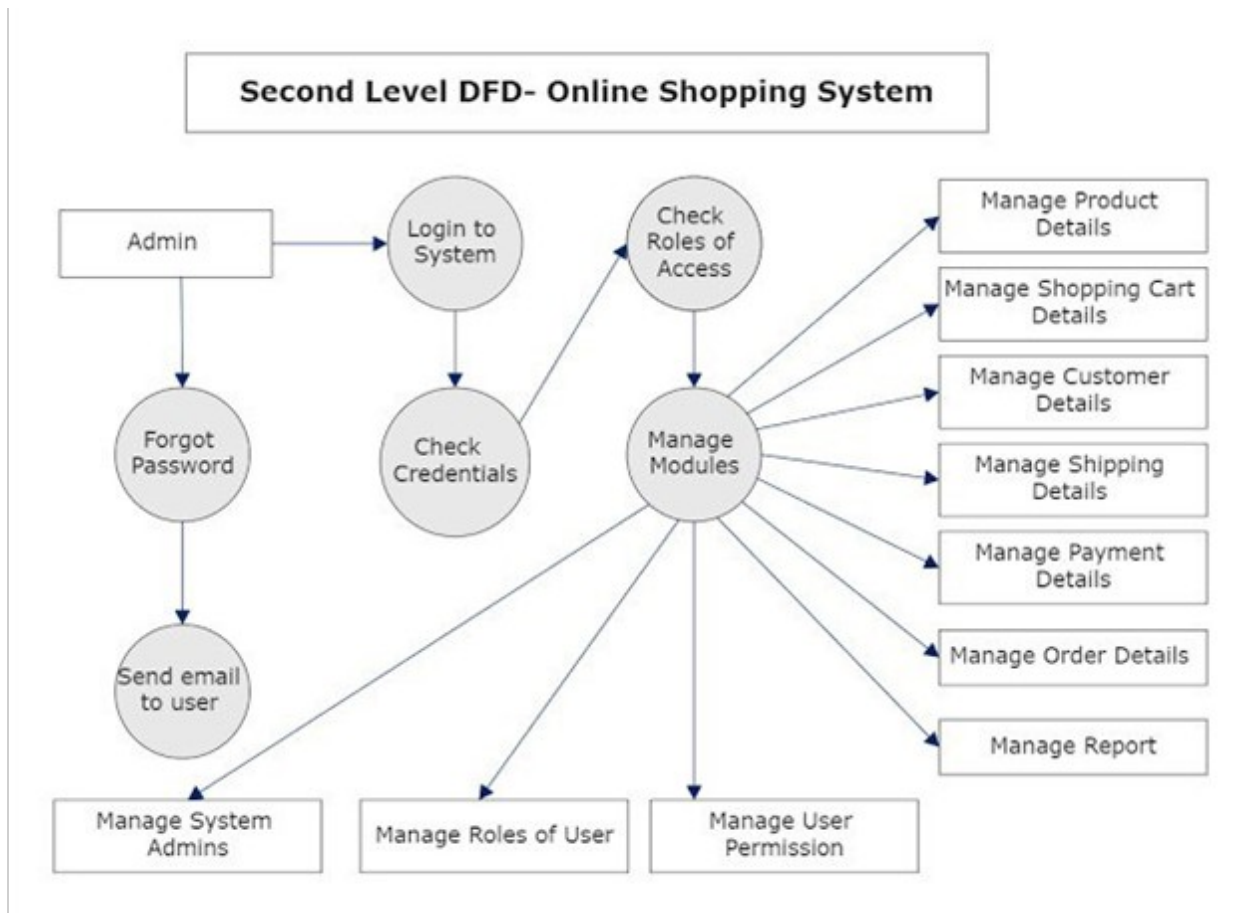 Second Level DFD- Online Shopping System
Admin
Login to
System
Check
Roles of
Access
Manage Product
Details
Manage Shopping Cart
Details
Manage Customer
Details
Forgot
Password
Check
Credentials
Manage
Modules
Manage Shipping
Details
Manage Payment
Details
Manage Order Details
Send email
to user
Manage Report
Manage System
Admins
Manage Roles of User
Manage User
Permission